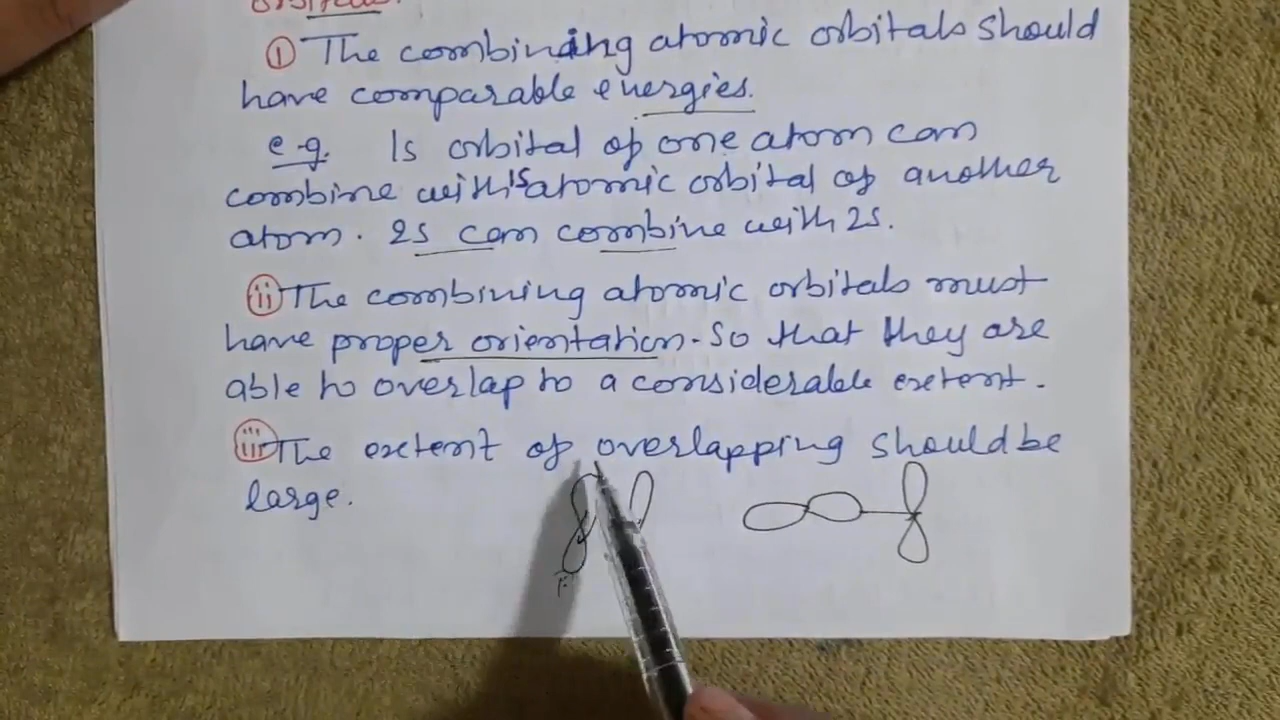 orbitals.
① The combining atomic orbitals should
have comparable energies.
e.g. 1s orbital of one atom can
combine with 1s atomic orbital of another
atom. 2s can combine with 2s.
(ii) The combining atomic orbitals must
have proper orientation. So that they are
able to overlap to a considerable extent.
(iii) The extent of overlapping should be
large.